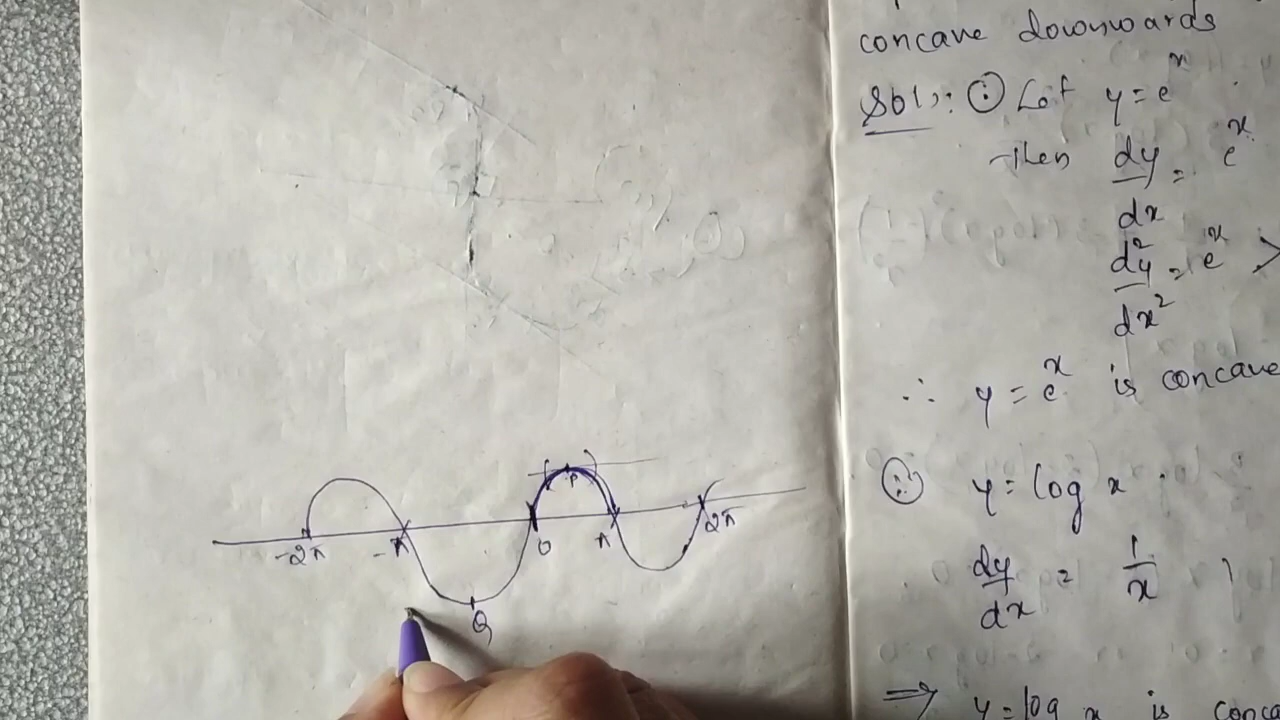 -2π -π 0 π 2π
P
Q
concave downwards
Sol: (i) Let y = e^x
Then dy/dx = e^x
d²y/dx² = e^x >
∴ y = e^x is concave
(ii) y = log x
dy/dx = 1/x
⇒ y = log x is conc